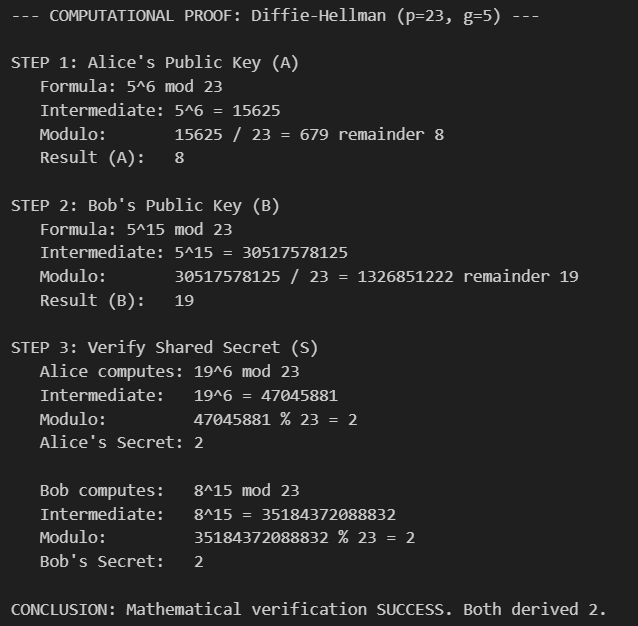 --- COMPUTATIONAL PROOF: Diffie-Hellman (p=23, g=5) ---
STEP 1: Alice's Public Key (A)
Formula: 5^6 mod 23
Intermediate: 5^6 = 15625
Modulo: 15625 / 23 = 679 remainder 8
Result (A): 8
STEP 2: Bob's Public Key (B)
Formula: 5^15 mod 23
Intermediate: 5^15 = 30517578125
Modulo: 30517578125 / 23 = 1326851222 remainder 19
Result (B): 19
STEP 3: Verify Shared Secret (S)
Alice computes: 19^6 mod 23
Intermediate: 19^6 = 47045881
Modulo: 47045881 % 23 = 2
Alice's Secret: 2
Bob computes: 8^15 mod 23
Intermediate: 8^15 = 35184372088832
Modulo: 35184372088832 % 23 = 2
Bob's Secret: 2
CONCLUSION: Mathematical verification SUCCESS. Both derived 2.